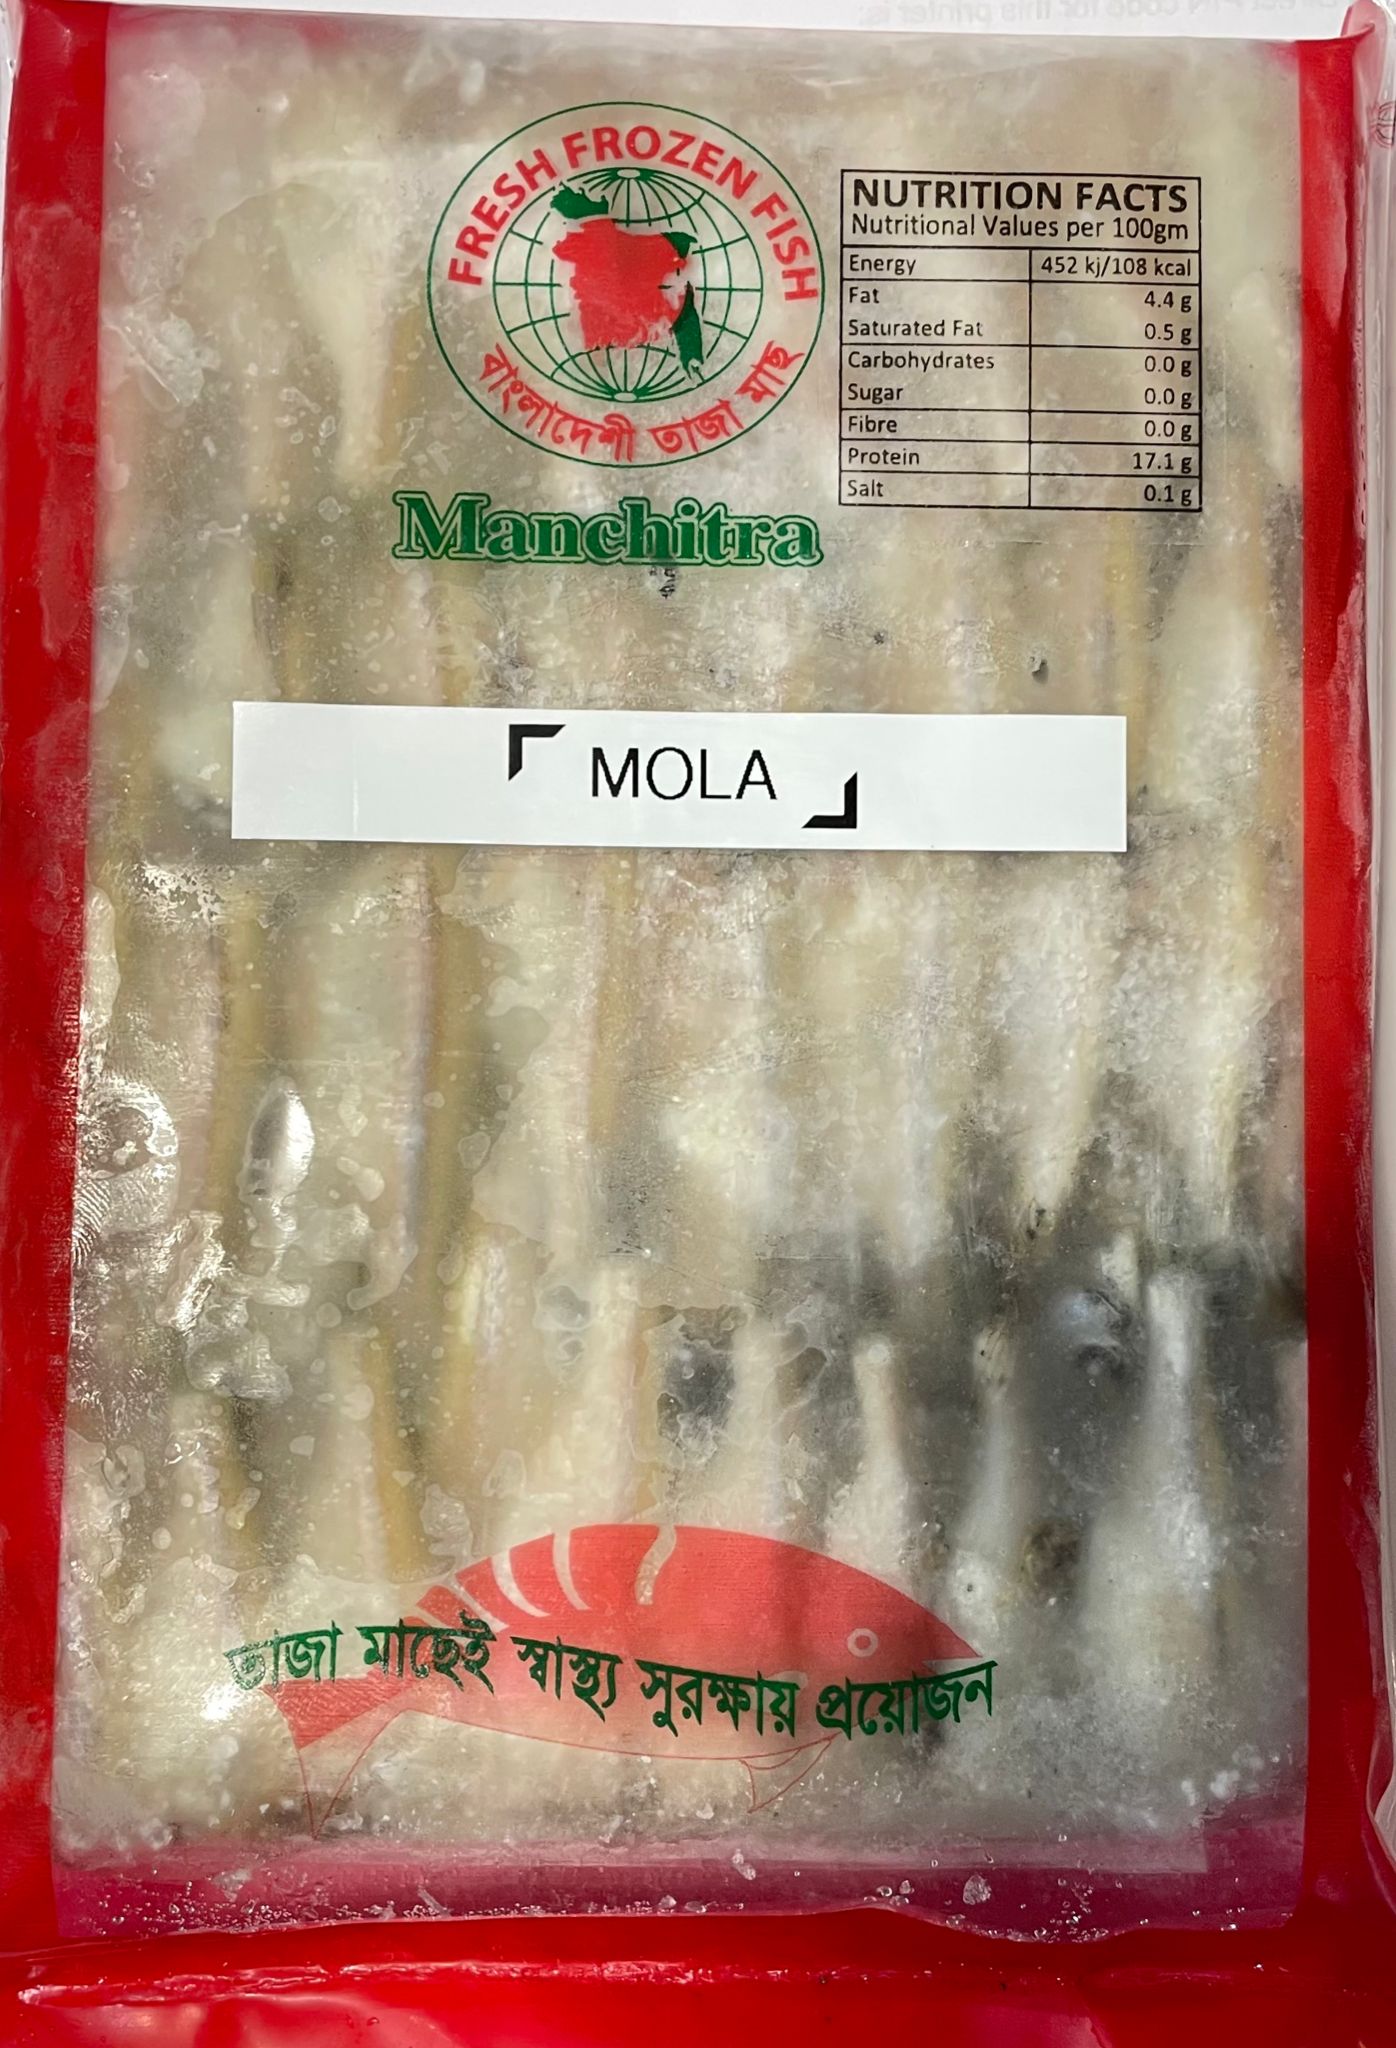 FRESH FROZEN FISH
বাংলাদেশী তাজা মাছ
Manchitra
NUTRITION FACTS
Nutritional Values per 100gm
Energy 452 kj/108 kcal
Fat 4.4 g
Saturated Fat 0.5 g
Carbohydrates 0.0 g
Sugar 0.0 g
Fibre 0.0 g
Protein 17.1 g
Salt 0.1 g
MOLA
তাজা মাছেই স্বাস্থ্য সুরক্ষায় প্রয়োজন